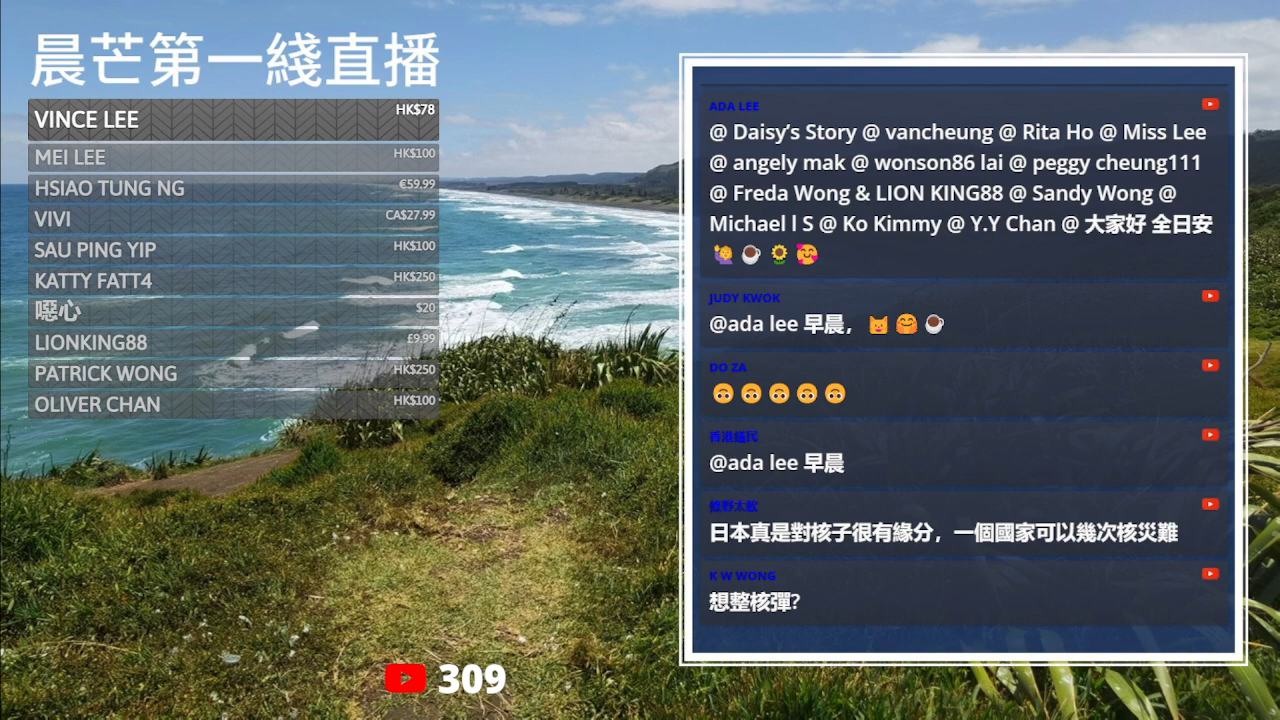 晨芒第一綫直播
VINCE LEE HK$78
MEI LEE HK$100
HSIAO TUNG NG €59.99
VIVI CA$27.99
SAU PING YIP HK$100
KATTY FATT4 HK$250
噁心 $20
LIONKING88 £9.99
PATRICK WONG HK$250
OLIVER CHAN HK$100
309
ADA LEE
@ Daisy’s Story @ vancheung @ Rita Ho @ Miss Lee
@ angely mak @ wonson86 lai @ peggy cheung111
@ Freda Wong & LION KING88 @ Sandy Wong @
Michael l S @ Ko Kimmy @ Y.Y Chan @ 大家好 全日安
🙋 ☕ 🌻 🥰
JUDY KWOK
@ada lee 早晨， 😺 🤗 ☕
DO ZA
🙃 🙃 🙃 🙃 🙃
@ada lee 早晨
日本真是對核子很有緣分，一個國家可以幾次核災難
K W WONG
想整核彈?